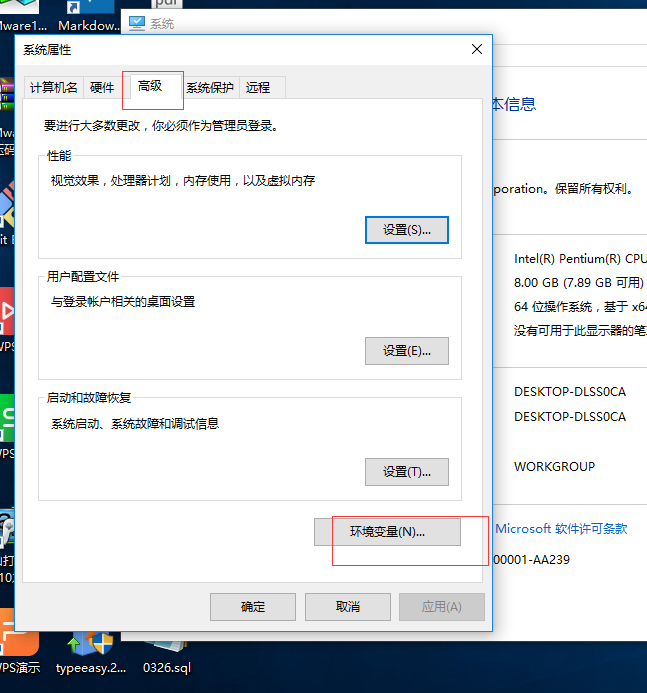 Mware1...
Markdow...
pdf
系统
系统属性
计算机名
硬件
高级
系统保护
远程
要进行大多数更改，你必须作为管理员登录。
性能
视觉效果，处理器计划，内存使用，以及虚拟内存
设置(S)...
用户配置文件
与登录帐户相关的桌面设置
设置(E)...
启动和故障恢复
系统启动、系统故障和调试信息
设置(T)...
环境变量(N)...
确定
取消
应用(A)
本信息
poration。保留所有权利。
Intel(R) Pentium(R) CPU
8.00 GB (7.89 GB 可用)
64 位操作系统，基于 x64
没有可用于此显示器的笔
DESKTOP-DLSS0CA
DESKTOP-DLSS0CA
WORKGROUP
Microsoft 软件许可条款
00001-AA239
WPS演示
typeeasy.2...
0326.sql